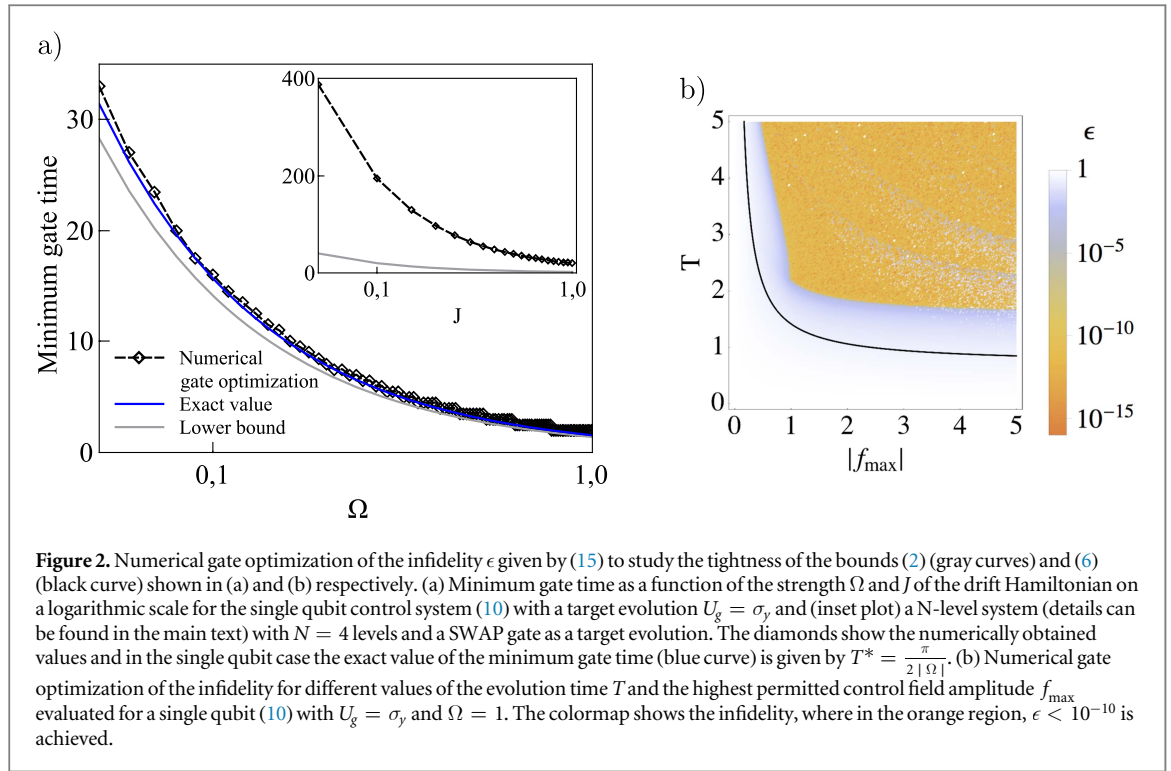 a)
400
200
0
0,1
1,0
J
Minimum gate time
30
20
10
0
0,1
1,0
Ω
Numerical
gate optimization
Exact value
Lower bound
b)
5
4
3
2
1
0
T
0
1
2
3
4
5
|f_max|
ϵ
1
10^−5
10^−10
10^−15
Figure 2. Numerical gate optimization of the infidelity ϵ given by (15) to study the tightness of the bounds (2) (gray curves) and (6)
(black curve) shown in (a) and (b) respectively. (a) Minimum gate time as a function of the strength Ω and J of the drift Hamiltonian on
a logarithmic scale for the single qubit control system (10) with a target evolution U_g = σ_y and (inset plot) a N-level system (details can
be found in the main text) with N = 4 levels and a SWAP gate as a target evolution. The diamonds show the numerically obtained
values and in the single qubit case the exact value of the minimum gate time (blue curve) is given by T* = π / 2 | Ω |. (b) Numerical gate
optimization of the infidelity for different values of the evolution time T and the highest permitted control field amplitude f_max
evaluated for a single qubit (10) with U_g = σ_y and Ω = 1. The colormap shows the infidelity, where in the orange region, ϵ < 10^−10 is
achieved.